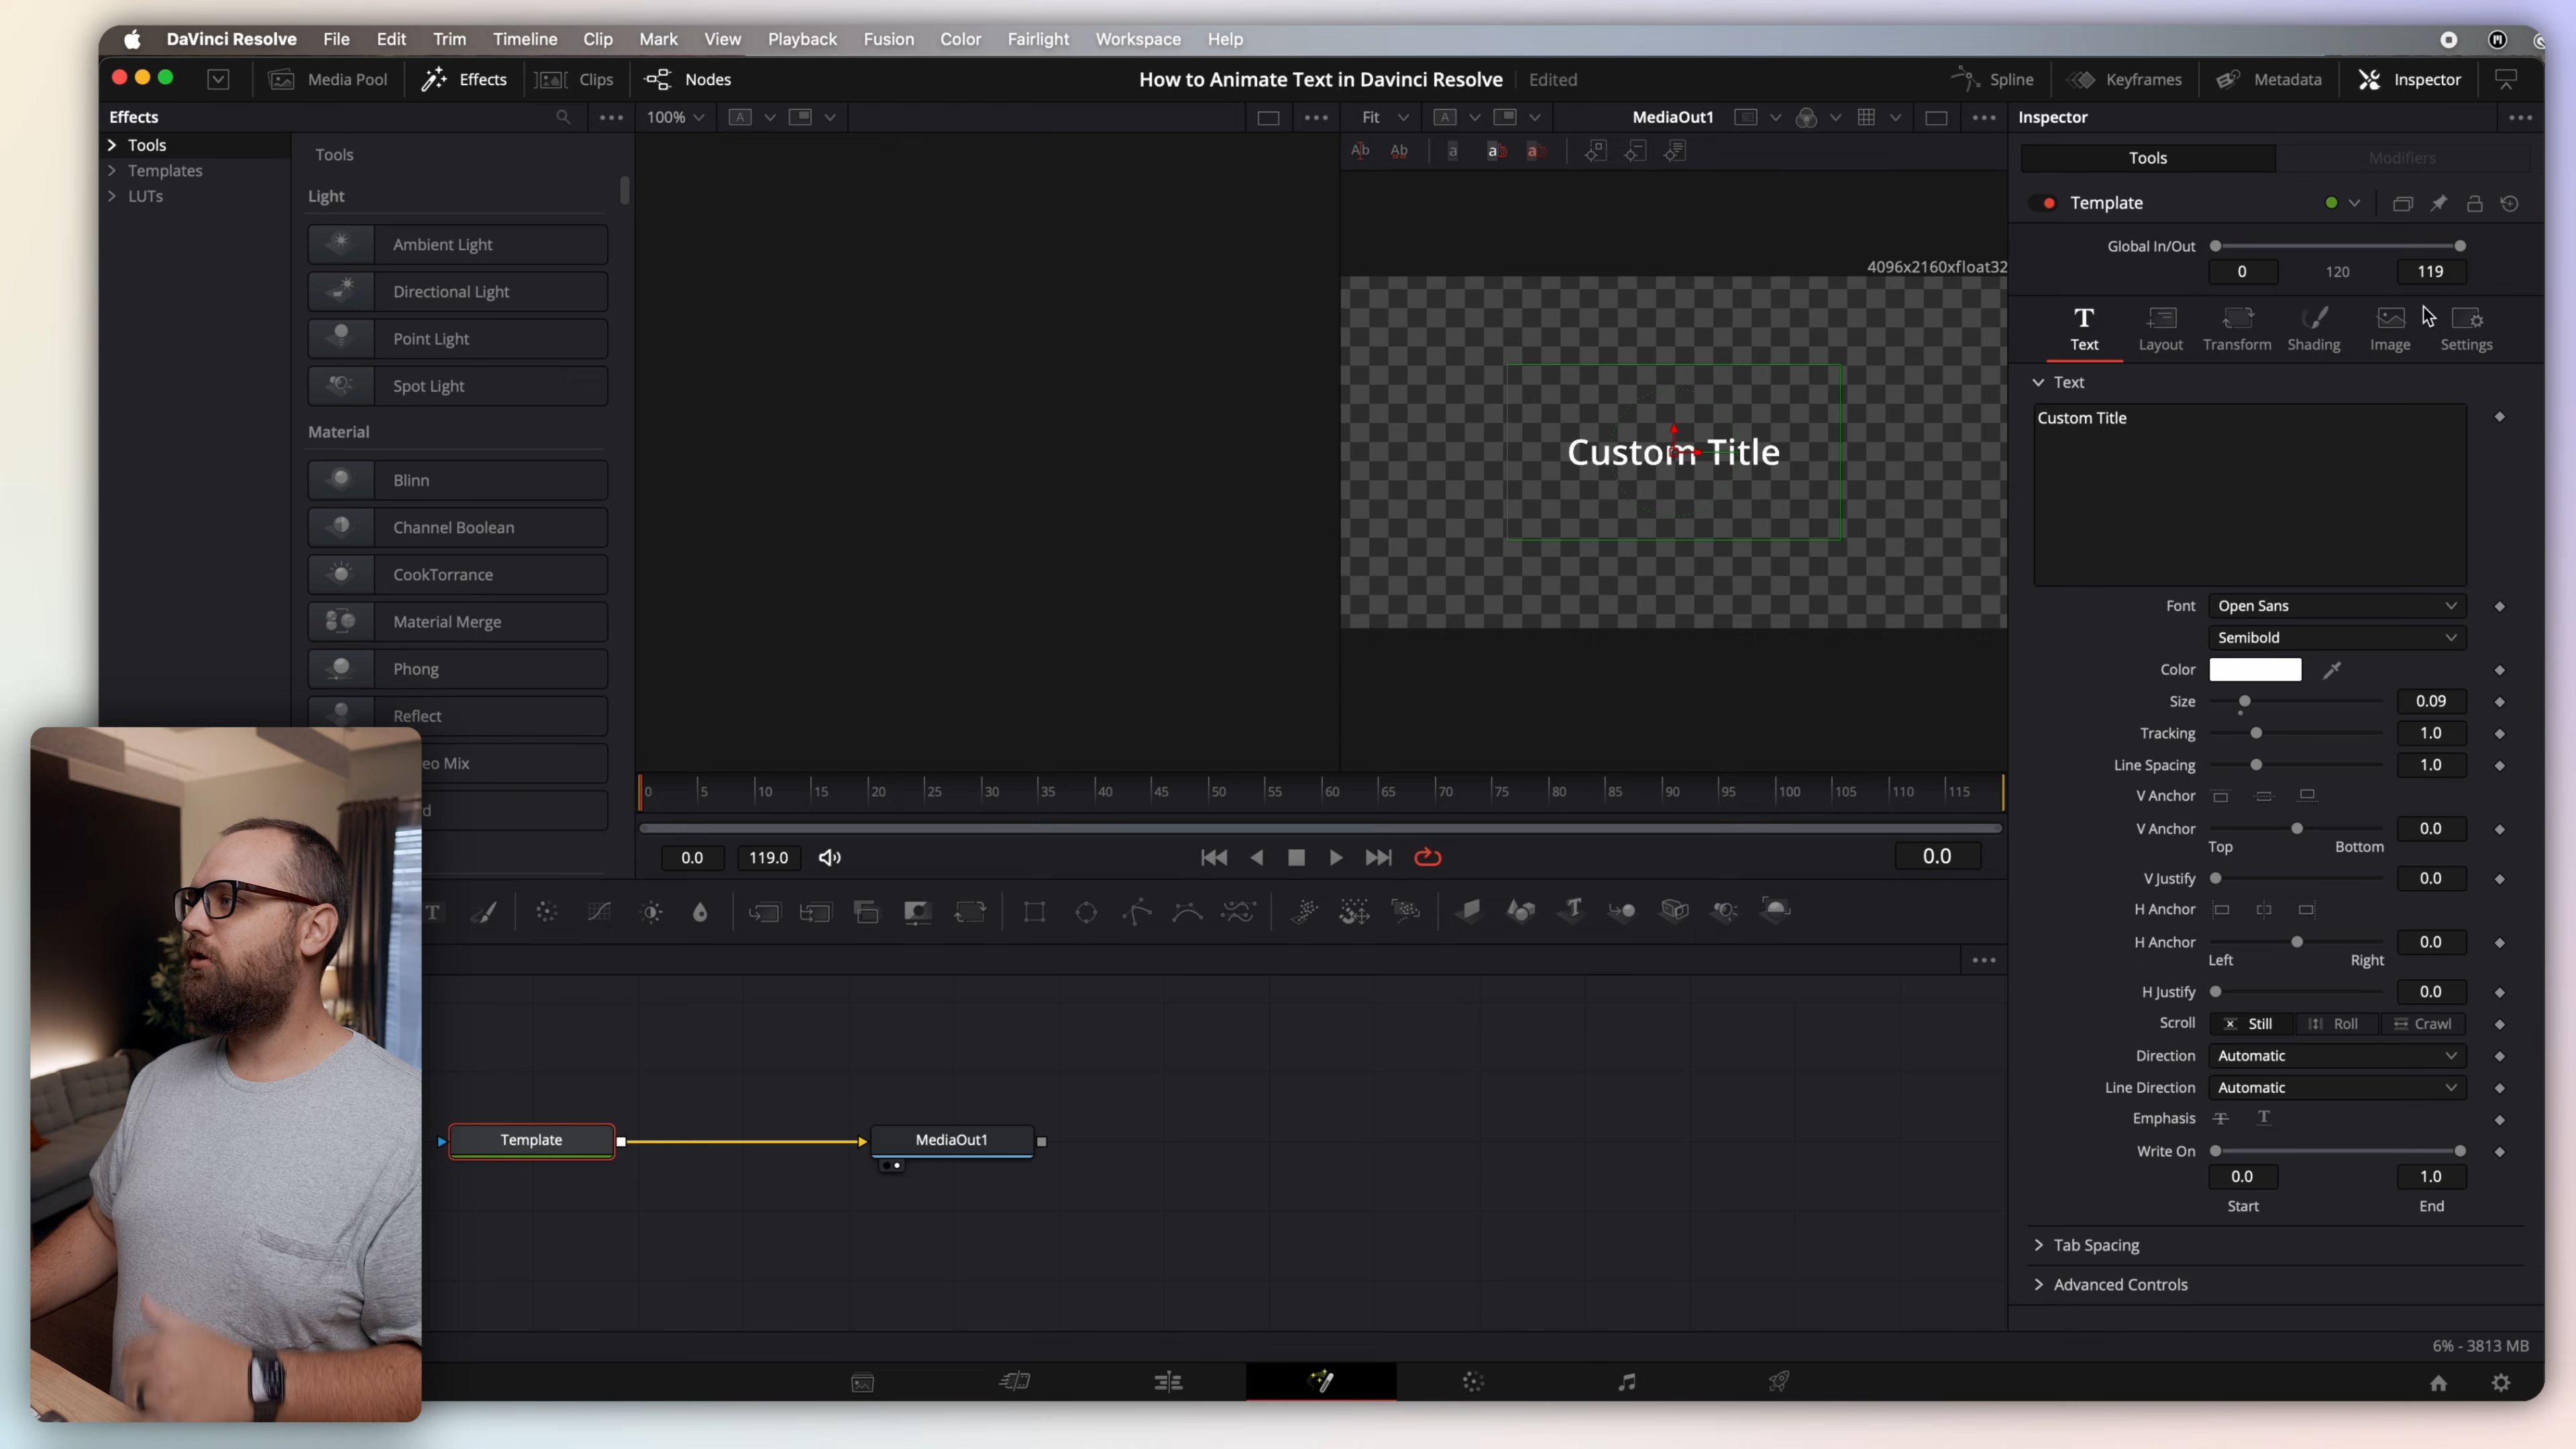 DaVinci Resolve File Edit Trim Timeline Clip Mark View Playback Fusion Color Fairlight Workspace Help
Media Pool Effects Clips Nodes How to Animate Text in Davinci Resolve Edited Spline Keyframes Metadata Inspector
Effects 100% Fit MediaOut1 Inspector
Tools
Templates
LUTs
Tools
Light
Ambient Light
Directional Light
Point Light
Spot Light
Material
Blinn
Channel Boolean
CookTorrance
Material Merge
Phong
Reflect
eo Mix
d
4096x2160xfloat32
Custom Title
0 5 10 15 20 25 30 35 40 45 50 55 60 65 70 75 80 85 90 95 100 105 110 115
0.0 119.0 0.0
Template MediaOut1
Tools Modifiers
Template
Global In/Out
0 120 119
Text Layout Transform Shading Image Settings
Text
Custom Title
Font Open Sans
Semibold
Color
Size 0.09
Tracking 1.0
Line Spacing 1.0
V Anchor
V Anchor 0.0
Top Bottom
V Justify 0.0
H Anchor
H Anchor 0.0
Left Right
H Justify 0.0
Scroll Still Roll Crawl
Direction Automatic
Line Direction Automatic
Emphasis
Write On
0.0 1.0
Start End
Tab Spacing
Advanced Controls
6% - 3813 MB